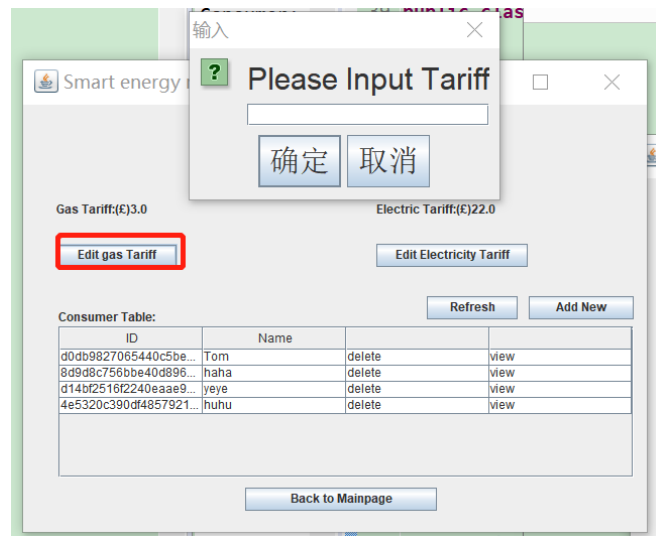 public clas
输入
Please Input Tariff
确定 取消
Smart energy
Gas Tariff:(£)3.0 Electric Tariff:(£)22.0
Edit gas Tariff Edit Electricity Tariff
Refresh Add New
Consumer Table:
ID Name
d0db9827065440c5be... Tom delete view
8d9d8c756bbe40d896... haha delete view
d14bf2516f2240eaae9... yeye delete view
4e5320c390df4857921... huhu delete view
Back to Mainpage